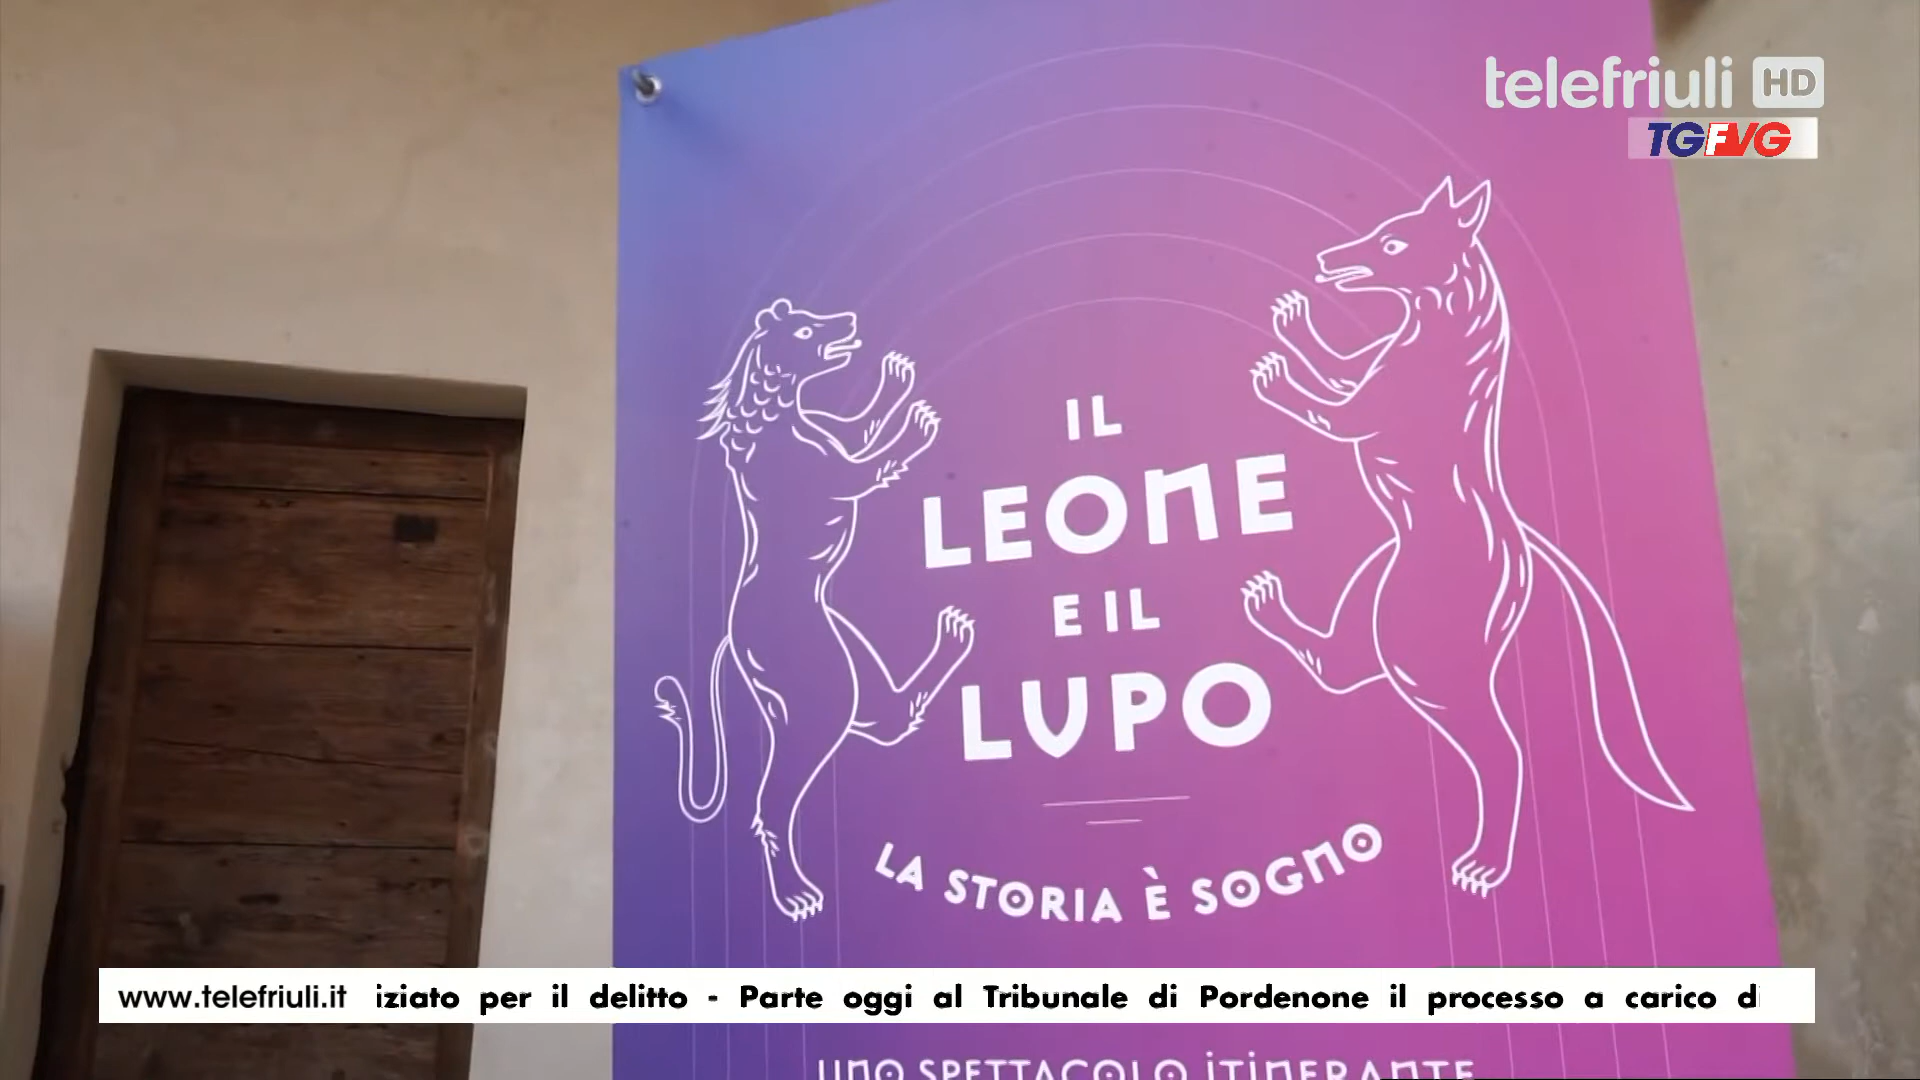 telefriuli HD
TGFVG
IL
LEONE
E IL
LUPO
LA STORIA È SOGNO
www.telefriuli.it iziato per il delitto - Parte oggi al Tribunale di Pordenone il processo a carico di
UNO SPETTACOLO ITINERANTE